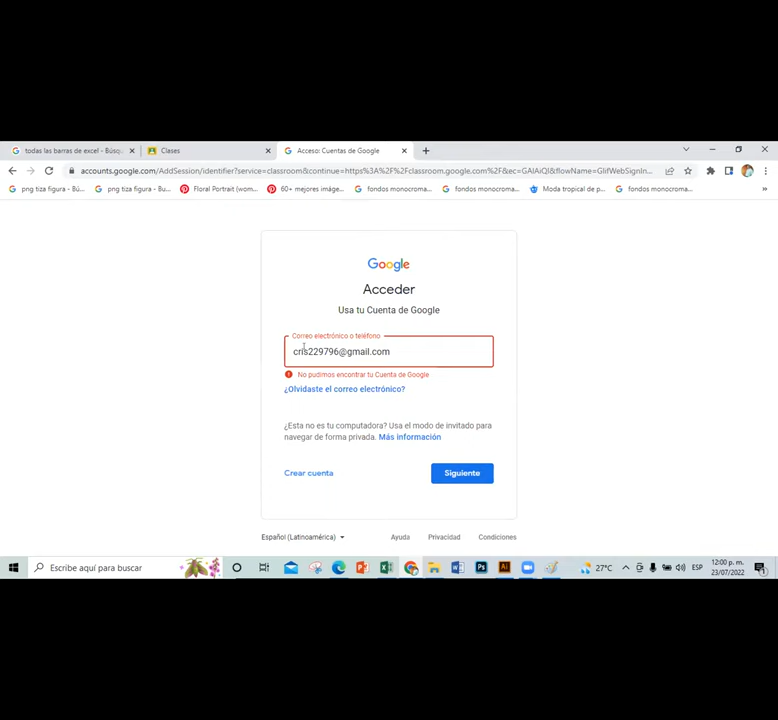 todas las barras de excel - Búsqu
Clases
Acceso: Cuentas de Google
accounts.google.com/AddSession/identifier?service=classroom&continue=https%3A%2F%2Fclassroom.google.com%2F&ec=GAlAiQI&flowName=GlifWebSignIn...
png tiza figura - Bú...
png tiza figura - Bu...
Floral Portrait (wom...
60+ mejores imáge...
fondos monocroma...
fondos monocroma...
Moda tropical de p...
fondos monocroma...
»
Google
Acceder
Usa tu Cuenta de Google
Correo electrónico o teléfono
cris229796@gmail.com
No pudimos encontrar tu Cuenta de Google
¿Olvidaste el correo electrónico?
¿Esta no es tu computadora? Usa el modo de invitado para
navegar de forma privada. Más información
Crear cuenta
Siguiente
Español (Latinoamérica)
Ayuda
Privacidad
Condiciones
Escribe aquí para buscar
27°C
ESP
12:00 p. m.
23/07/2022